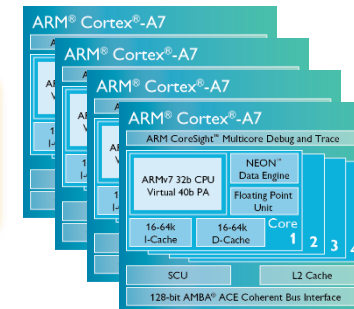 ARM® Cortex®-A7
ARM® Cortex®-A7
ARM® Cortex®-A7
ARM® Cortex®-A7
ARM CoreSight™ Multicore Debug and Trace
ARMv7 32b CPU
Virtual 40b PA
NEON™
Data Engine
Floating Point
Unit
16-64k
I-Cache
16-64k
D-Cache
Core
1 2 3 4
SCU
L2 Cache
128-bit AMBA® ACE Coherent Bus Interface